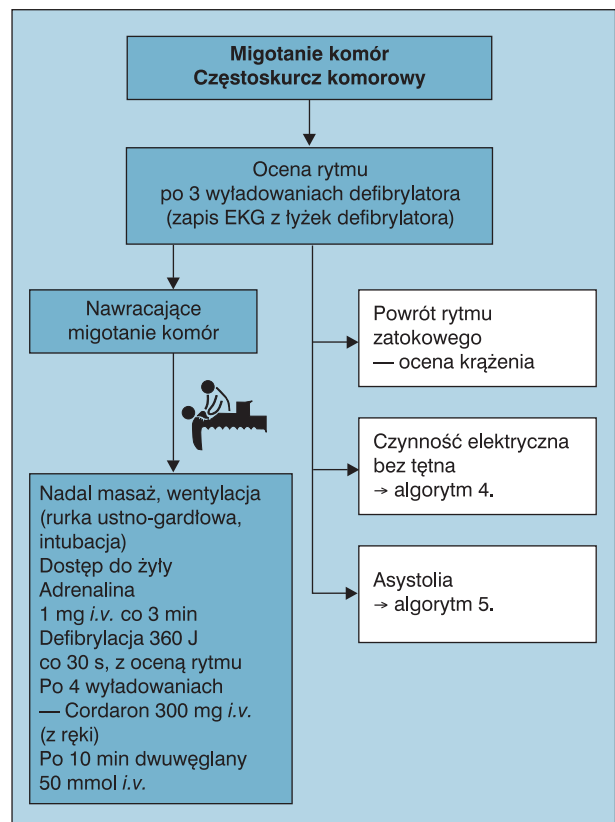 Migotanie komór
Częstoskurcz komorowy
Ocena rytmu
po 3 wyładowaniach defibrylatora
(zapis EKG z łyżek defibrylatora)
Nawracające
migotanie komór
Powrót rytmu
zatokowego
— ocena krążenia
Czynność elektryczna
bez tętna
→ algorytm 4.
Asystolia
→ algorytm 5.
Nadal masaż, wentylacja
(rurka ustno-gardłowa,
intubacja)
Dostęp do żyły
Adrenalina
1 mg i.v. co 3 min
Defibrylacja 360 J
co 30 s, z oceną rytmu
Po 4 wyładowaniach
— Cordaron 300 mg i.v.
(z ręki)
Po 10 min dwuwęglany
50 mmol i.v.